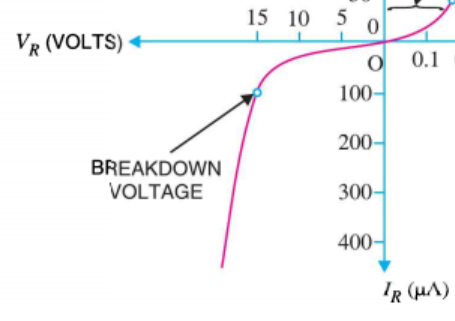 15 10 5 0
V_R (VOLTS)
O 0.1
100
BREAKDOWN
VOLTAGE
200
300
400
I_R (μA)